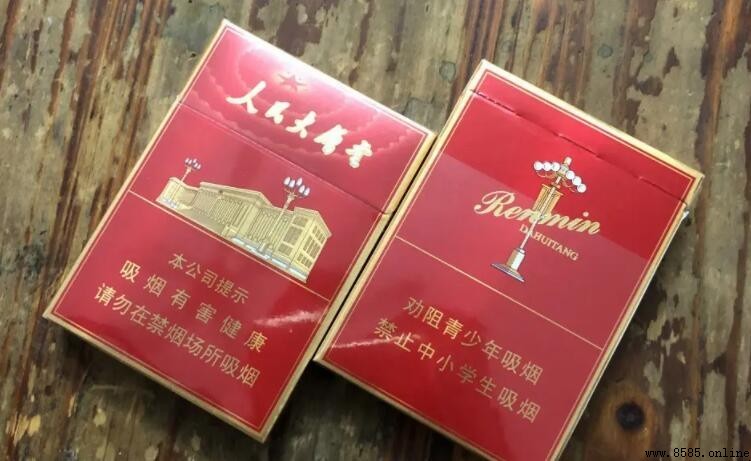 人民大会堂
本公司提示
吸烟有害健康
请勿在禁烟场所吸烟
Renmin
DAHUITANG
劝阻青少年吸烟
禁止中小学生吸烟
www.8585.online